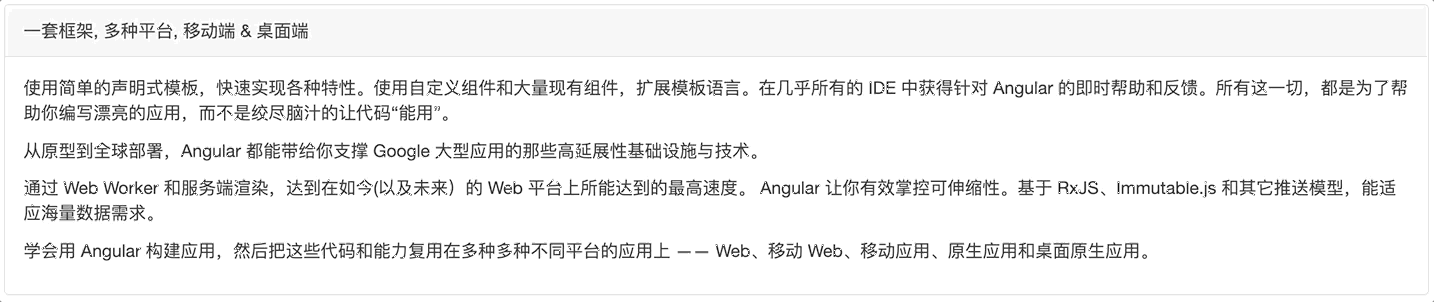 一套框架, 多种平台, 移动端 & 桌面端
使用简单的声明式模板，快速实现各种特性。使用自定义组件和大量现有组件，扩展模板语言。在几乎所有的 IDE 中获得针对 Angular 的即时帮助和反馈。所有这一切，都是为了帮
助你编写漂亮的应用，而不是绞尽脑汁的让代码“能用”。
从原型到全球部署，Angular 都能带给你支撑 Google 大型应用的那些高延展性基础设施与技术。
通过 Web Worker 和服务端渲染，达到在如今(以及未来）的 Web 平台上所能达到的最高速度。 Angular 让你有效掌控可伸缩性。基于 RxJS、Immutable.js 和其它推送模型，能适
应海量数据需求。
学会用 Angular 构建应用，然后把这些代码和能力复用在多种多种不同平台的应用上 —— Web、移动 Web、移动应用、原生应用和桌面原生应用。